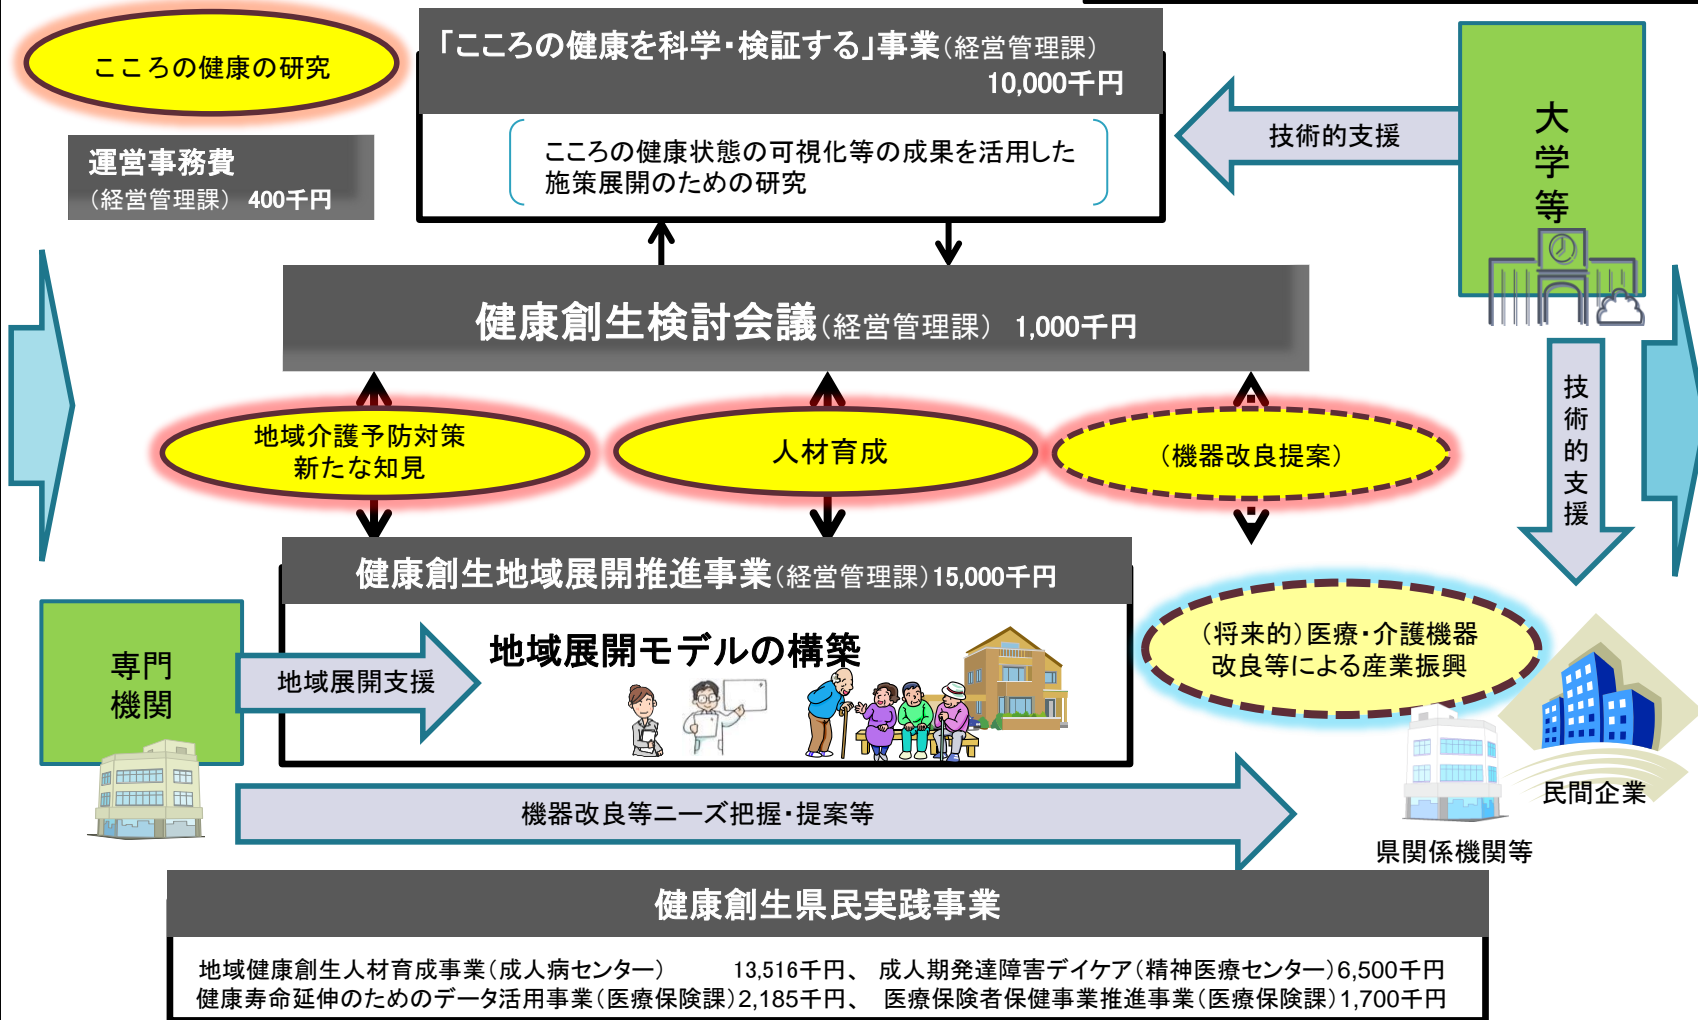 こころの健康の研究
「こころの健康を科学・検証する」事業(経営管理課)
10,000千円
こころの健康状態の可視化等の成果を活用した
施策展開のための研究
運営事務費
(経営管理課) 400千円
技術的支援
大学等
健康創生検討会議(経営管理課) 1,000千円
地域介護予防対策
新たな知見
人材育成
(機器改良提案)
技術的支援
健康創生地域展開推進事業(経営管理課)15,000千円
地域展開モデルの構築
専門
機関
地域展開支援
(将来的)医療・介護機器
改良等による産業振興
民間企業
機器改良等ニーズ把握・提案等
県関係機関等
健康創生県民実践事業
地域健康創生人材育成事業(成人病センター) 13,516千円、 成人期発達障害デイケア(精神医療センター)6,500千円
健康寿命延伸のためのデータ活用事業(医療保険課)2,185千円、 医療保険者保健事業推進事業(医療保険課)1,700千円